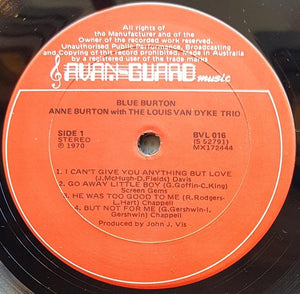 All rights of
the Manufacturer and of the
Owner of the recorded work reserved.
Unauthorised Public Performance, Broadcasting
and Copying of this record prohibited. Made in Australia
by a registered user of the trade marks
AVAN-GUARD music
BLUE BURTON
ANNE BURTON with THE LOUIS VAN DYKE TRIO
SIDE 1
STEREO
℗ 1970
BVL 016
(S 52791)
MX172444
1. I CAN'T GIVE YOU ANYTHING BUT LOVE
(J.McHugh-D.Fields) Davis
2. GO AWAY LITTLE BOY (G.Goffin-C.King)
Screen Gems
3. HE WAS TOO GOOD TO ME (R.Rodgers-
L.Hart) Chappell
4. BUT NOT FOR ME (G.Gershwin-I.
Gershwin) Chappell
Produced by John J. Vis